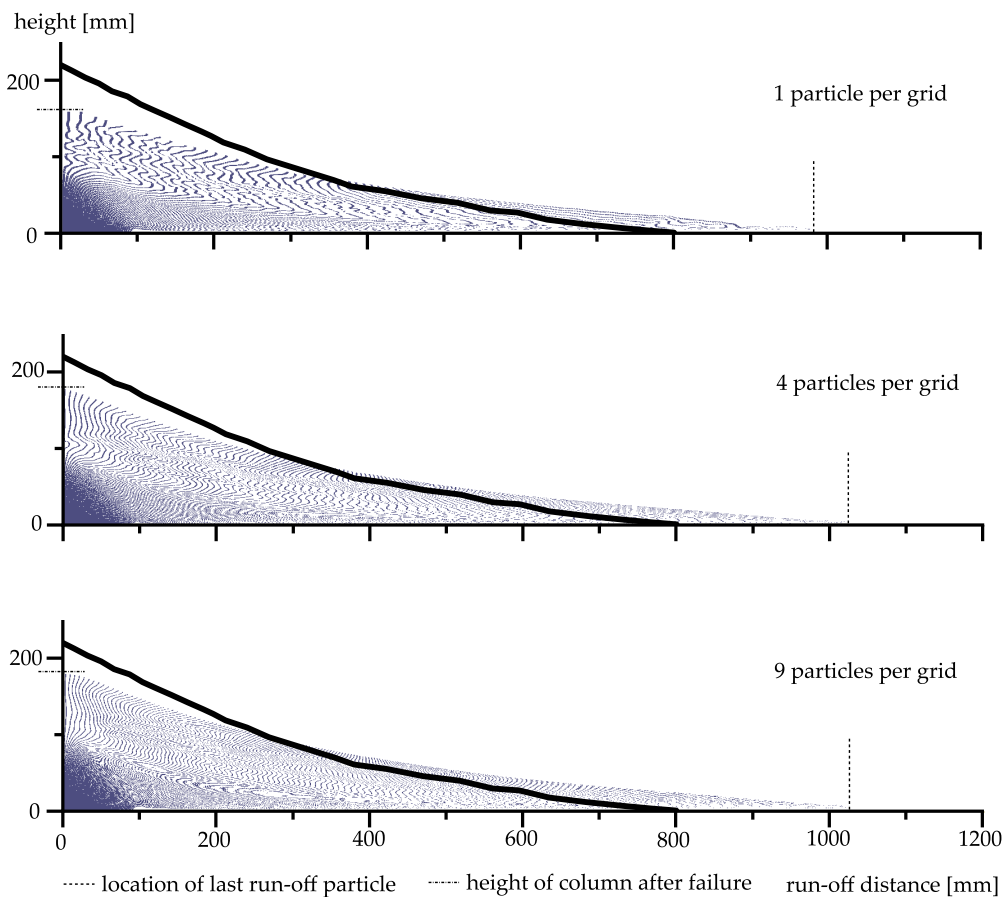 height [mm]
200
1 particle per grid
0
200
4 particles per grid
0
200
9 particles per grid
0
0 200 400 600 800 1000 1200
location of last run-off particle height of column after failure run-off distance [mm]